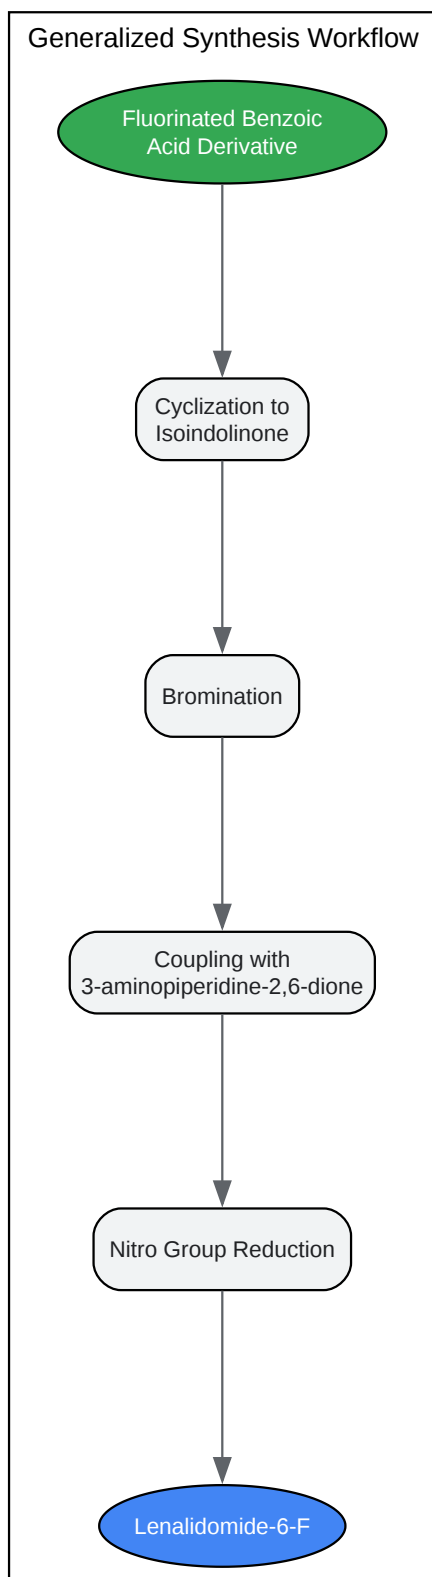 Generalized Synthesis Workflow
Fluorinated Benzoic
Acid Derivative
Cyclization to
Isoindolinone
Bromination
Coupling with
3-aminopiperidine-2,6-dione
Nitro Group Reduction
Lenalidomide-6-F